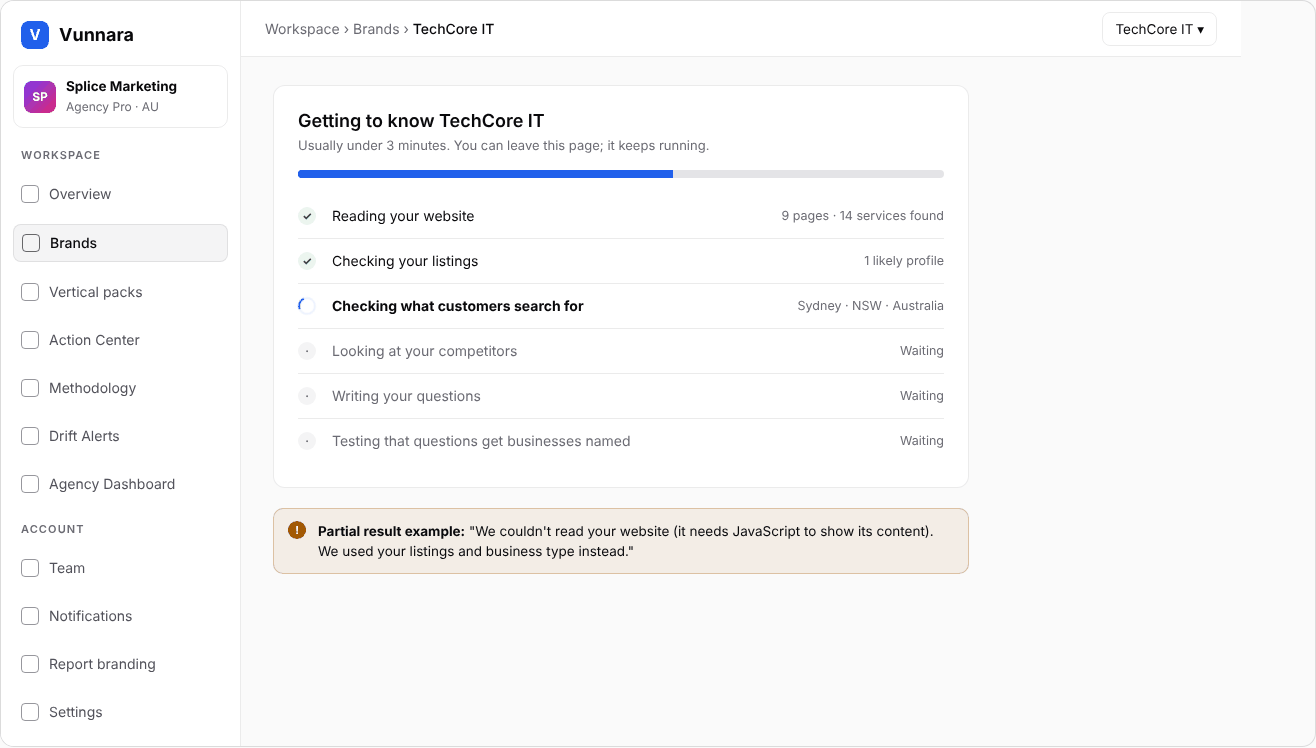 V Vunnara
SP Splice Marketing
Agency Pro · AU
WORKSPACE
Overview
Brands
Vertical packs
Action Center
Methodology
Drift Alerts
Agency Dashboard
ACCOUNT
Team
Notifications
Report branding
Settings
Workspace › Brands › TechCore IT
TechCore IT ▾
Getting to know TechCore IT
Usually under 3 minutes. You can leave this page; it keeps running.
Reading your website 9 pages · 14 services found
Checking your listings 1 likely profile
Checking what customers search for Sydney · NSW · Australia
Looking at your competitors Waiting
Writing your questions Waiting
Testing that questions get businesses named Waiting
! Partial result example: "We couldn't read your website (it needs JavaScript to show its content).
We used your listings and business type instead."